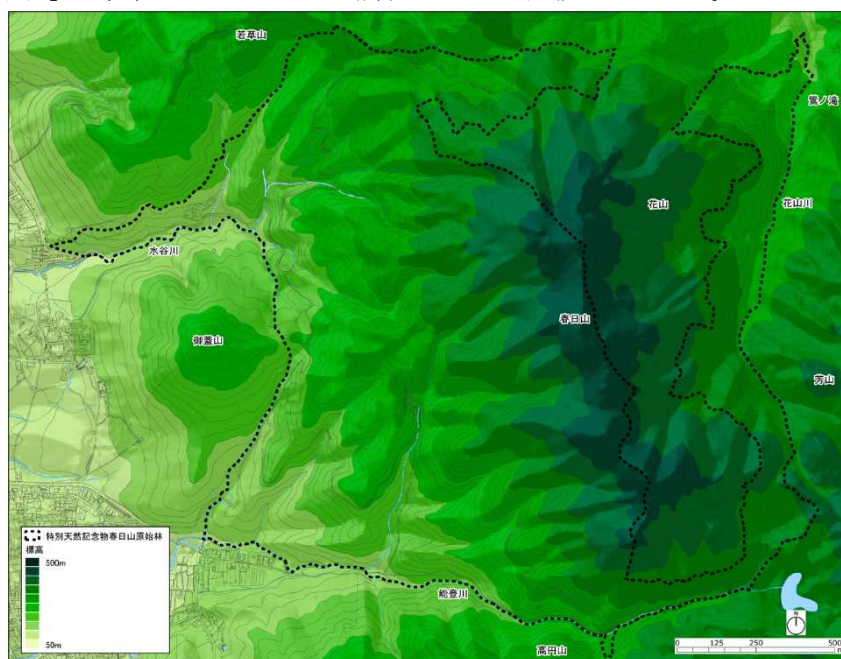 若草山
鶯ノ滝
花山
花山川
水谷川
春日山
御蓋山
芳山
特別天然記念物春日山原始林
標高
500m
50m
能登川
高円山
N
0 125 250 500
m